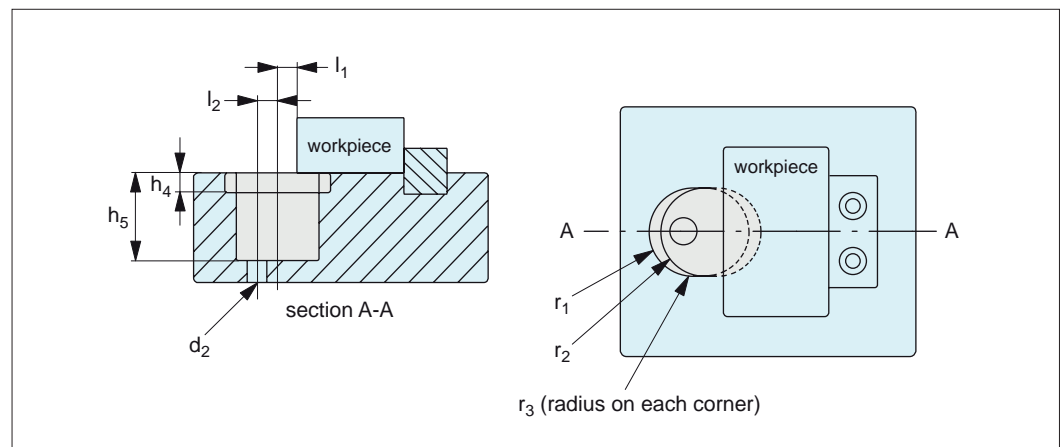 l₁
l₂
workpiece
h₄
h₅
section A-A
d₂
workpiece
A A
r₁
r₂
r₃ (radius on each corner)